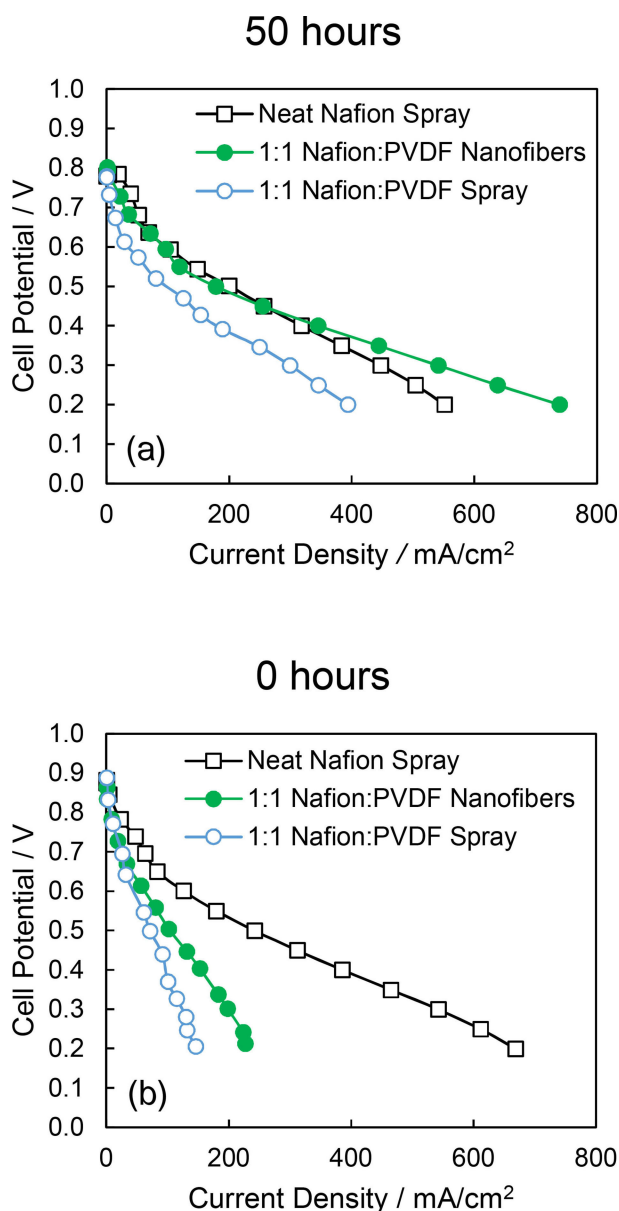 50 hours
1.0
0.9
0.8
0.7
0.6
0.5
0.4
0.3
0.2
0.1
0.0
Cell Potential / V
Neat Nafion Spray
1:1 Nafion:PVDF Nanofibers
1:1 Nafion:PVDF Spray
(a)
0 200 400 600 800
Current Density / mA/cm²
0 hours
1.0
0.9
0.8
0.7
0.6
0.5
0.4
0.3
0.2
0.1
0.0
Cell Potential / V
Neat Nafion Spray
1:1 Nafion:PVDF Nanofibers
1:1 Nafion:PVDF Spray
(b)
0 200 400 600 800
Current Density / mA/cm²